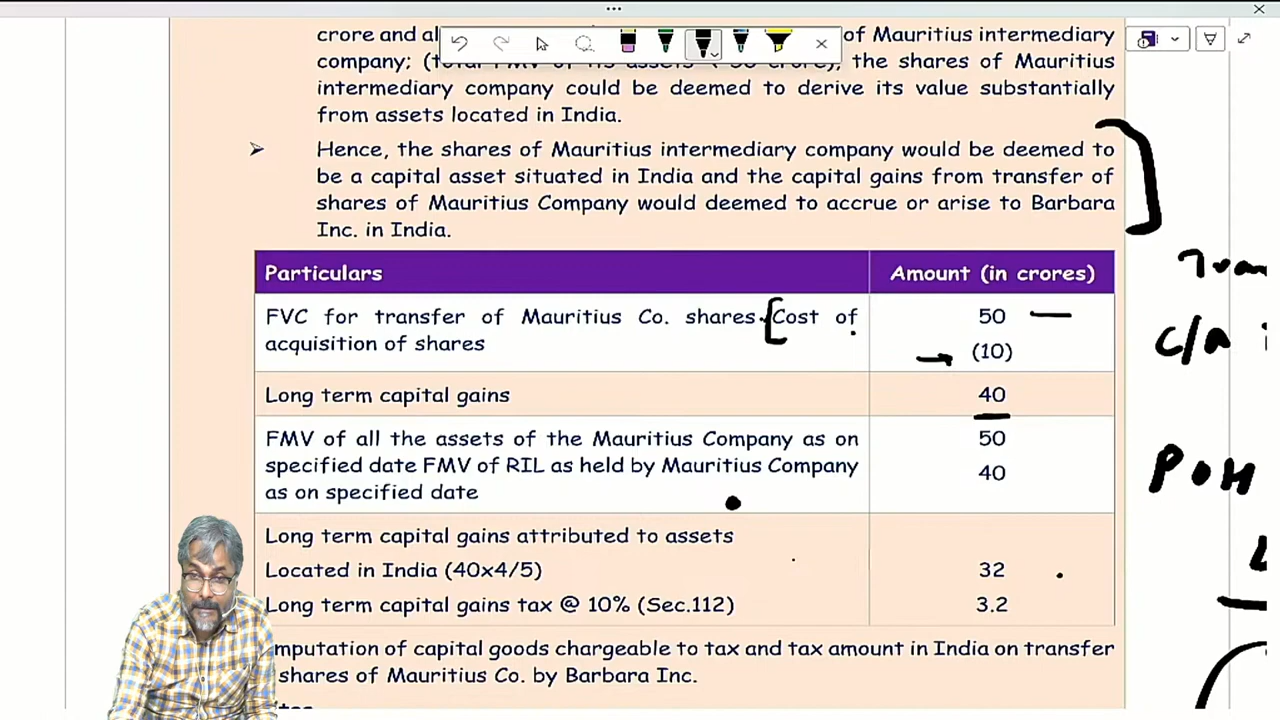 crore and al of Mauritius intermediary
company; the shares of Mauritius
intermediary company could be deemed to derive its value substantially
from assets located in India.
➢ Hence, the shares of Mauritius intermediary company would be deemed to
be a capital asset situated in India and the capital gains from transfer of
shares of Mauritius Company would deemed to accrue or arise to Barbara
Inc. in India.
Particulars Amount (in crores)
FVC for transfer of Mauritius Co. shares Cost of 50
acquisition of shares (10)
Long term capital gains 40
FMV of all the assets of the Mauritius Company as on 50
specified date FMV of RIL as held by Mauritius Company 40
as on specified date
Long term capital gains attributed to assets
Located in India (40x4/5) 32
Long term capital gains tax @ 10% (Sec.112) 3.2
mputation of capital goods chargeable to tax and tax amount in India on transfer
shares of Mauritius Co. by Barbara Inc.
Tran
C/A i
POH
L